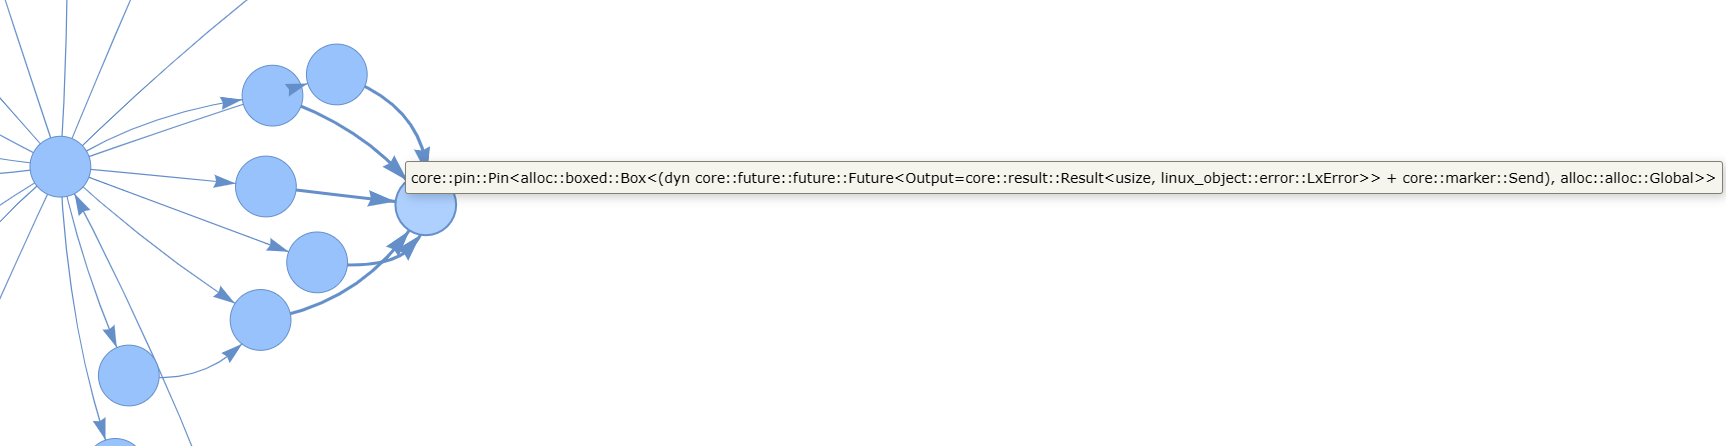 core::pin::Pin<alloc::boxed::Box<(dyn core::future::future::Future<Output=core::result::Result<usize, linux_object::error::LxError>> + core::marker::Send), alloc::alloc::Global>>